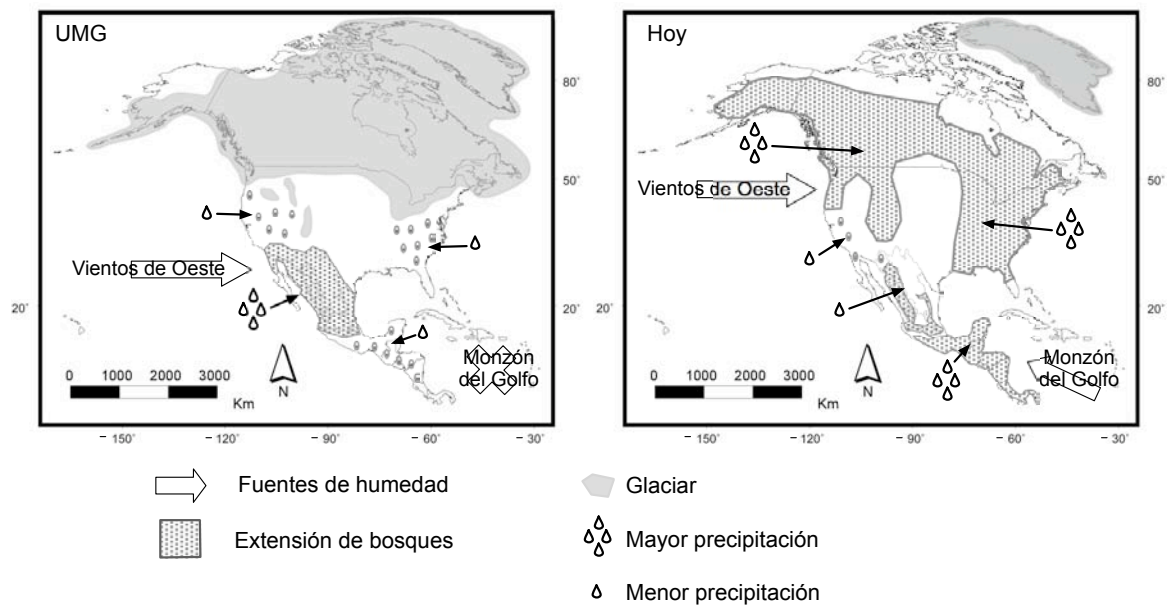 UMG
80°
50°
20°
Vientos de Oeste
Monzón
del Golfo
0 1000 2000 3000
Km
N
– 150° – 120° – 90° – 60° – 30°
Hoy
80°
50°
20°
20°
Vientos de Oeste
Monzón
del Golfo
0 1000 2000 3000
Km
N
– 150° – 120° – 90° – 60° – 30°
Fuentes de humedad
Extensión de bosques
Glaciar
Mayor precipitación
Menor precipitación